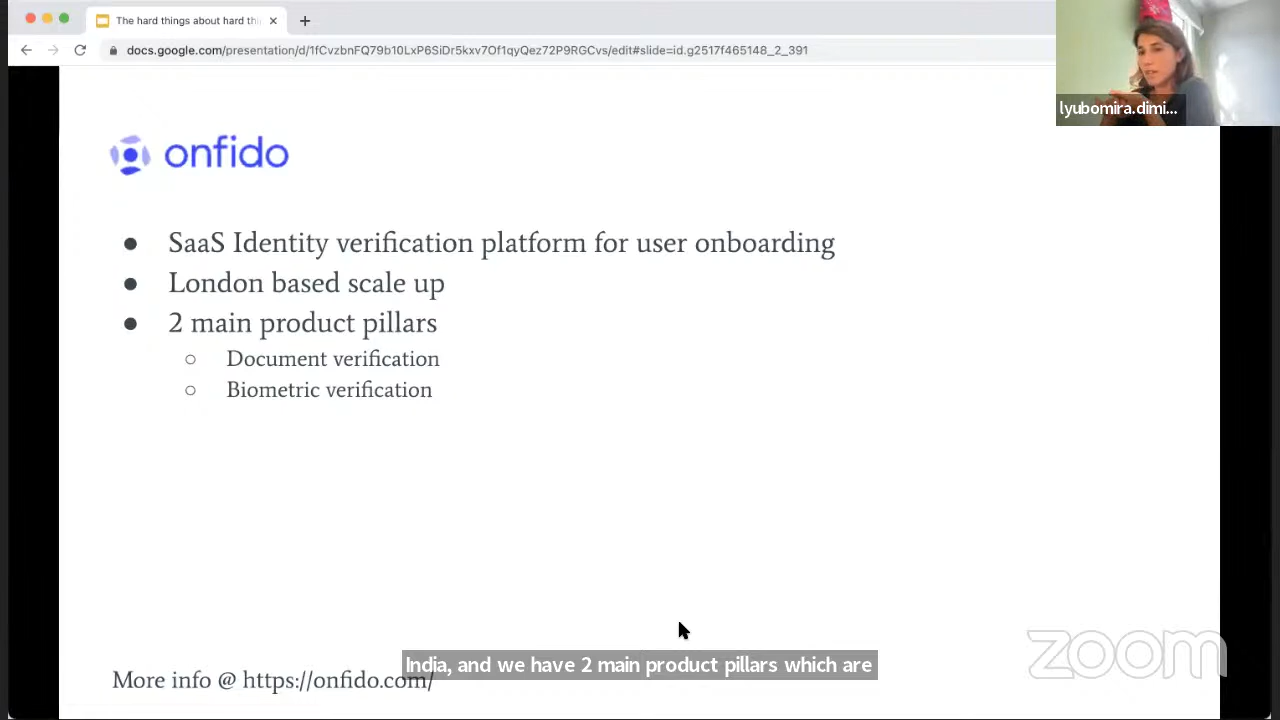 The hard things about hard thi
docs.google.com/presentation/d/1fCvzbnFQ79b10LxP6SiDr5kxv7Of1qyQez72P9RGCvs/edit#slide=id.g2517f465148_2_391
lyubomira.dimi...
onfido
● SaaS Identity verification platform for user onboarding
● London based scale up
● 2 main product pillars
○ Document verification
○ Biometric verification
India, and we have 2 main product pillars which are
More info @ https://onfido.com/
zoom